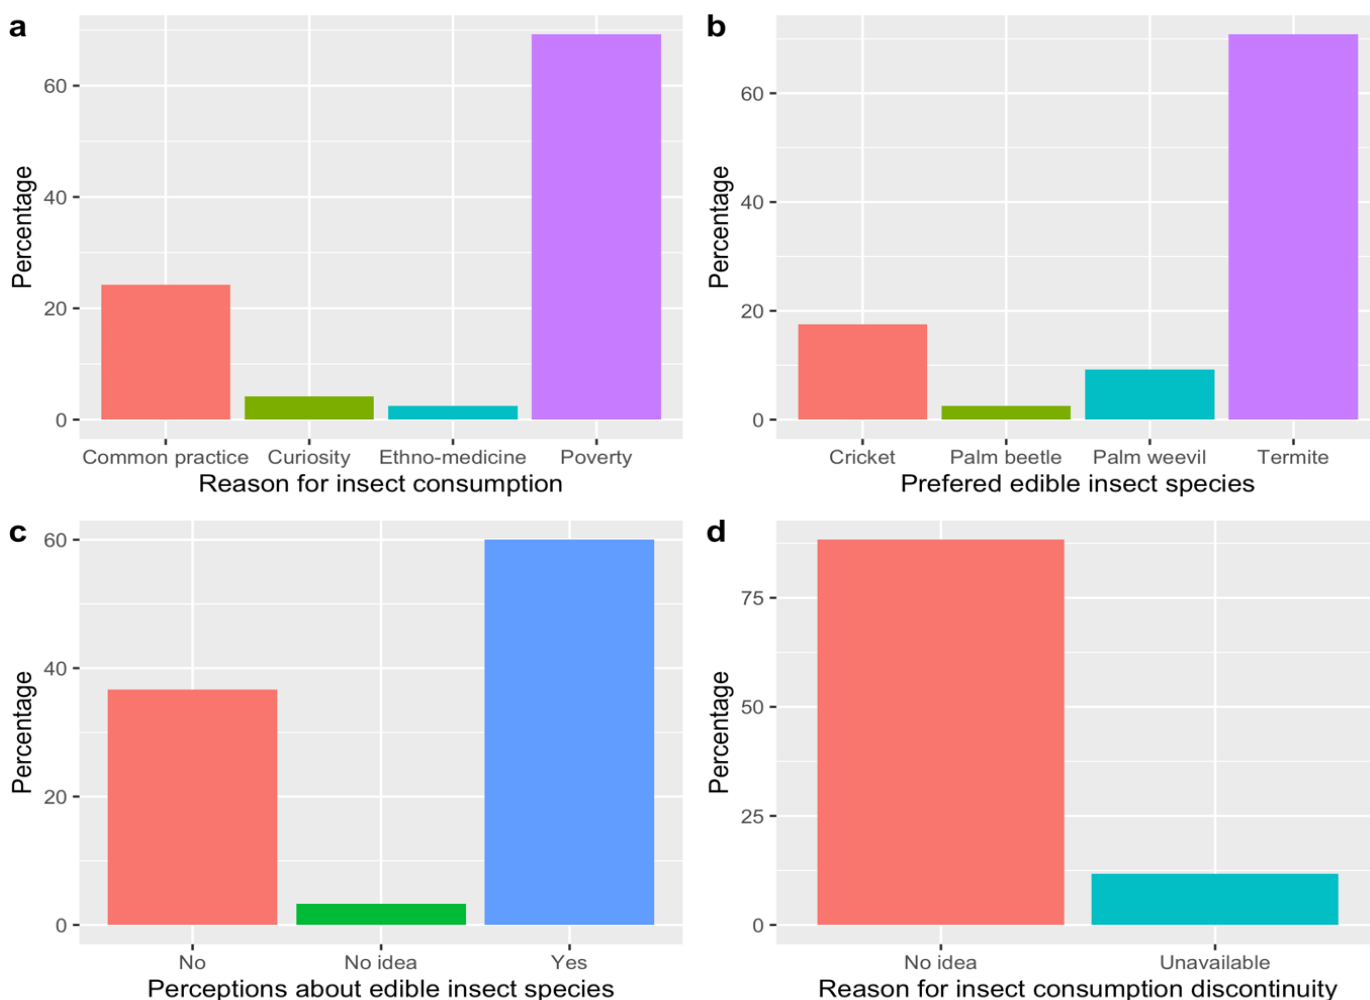 a
60
40
20
0
Percentage
Common practice Curiosity Ethno-medicine Poverty
Reason for insect consumption
b
60
40
20
0
Percentage
Cricket Palm beetle Palm weevil Termite
Prefered edible insect species
c
60
40
20
0
Percentage
No No idea Yes
Perceptions about edible insect species
d
75
50
25
0
Percentage
No idea Unavailable
Reason for insect consumption discontinuity